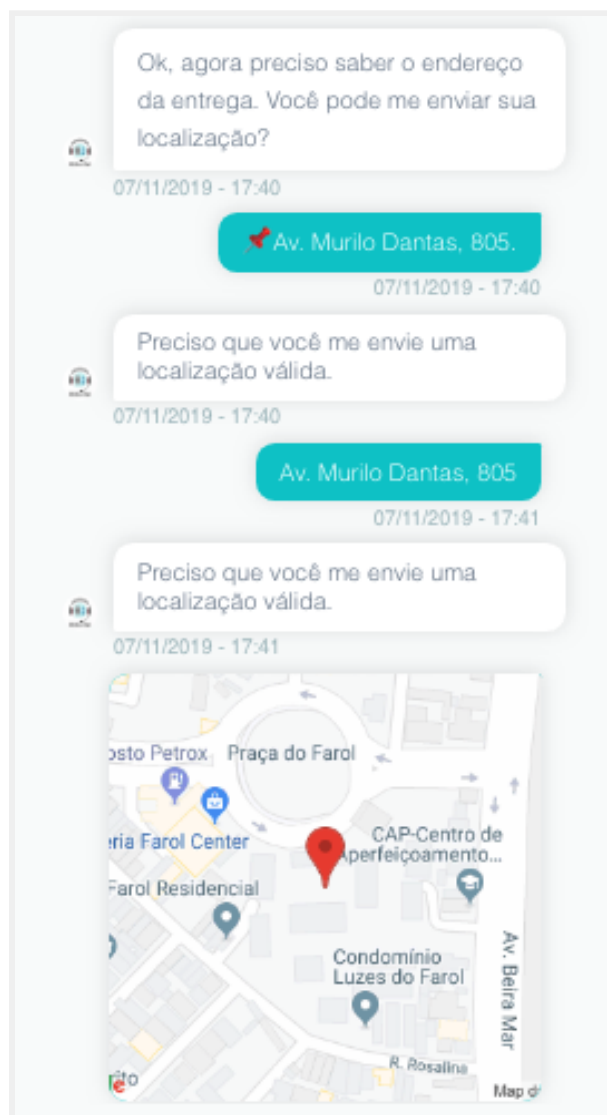 Ok, agora preciso saber o endereço
da entrega. Você pode me enviar sua
localização?
07/11/2019 - 17:40
Av. Murilo Dantas, 805.
07/11/2019 - 17:40
Preciso que você me envie uma
localização válida.
07/11/2019 - 17:40
Av. Murilo Dantas, 805
07/11/2019 - 17:41
Preciso que você me envie uma
localização válida.
07/11/2019 - 17:41
osto Petrox
Praça do Farol
eria Farol Center
CAP-Centro de
Aperfeiçoamento...
Farol Residencial
Condomínio
Luzes do Farol
Av. Beira Mar
R. Rosalina
Map d